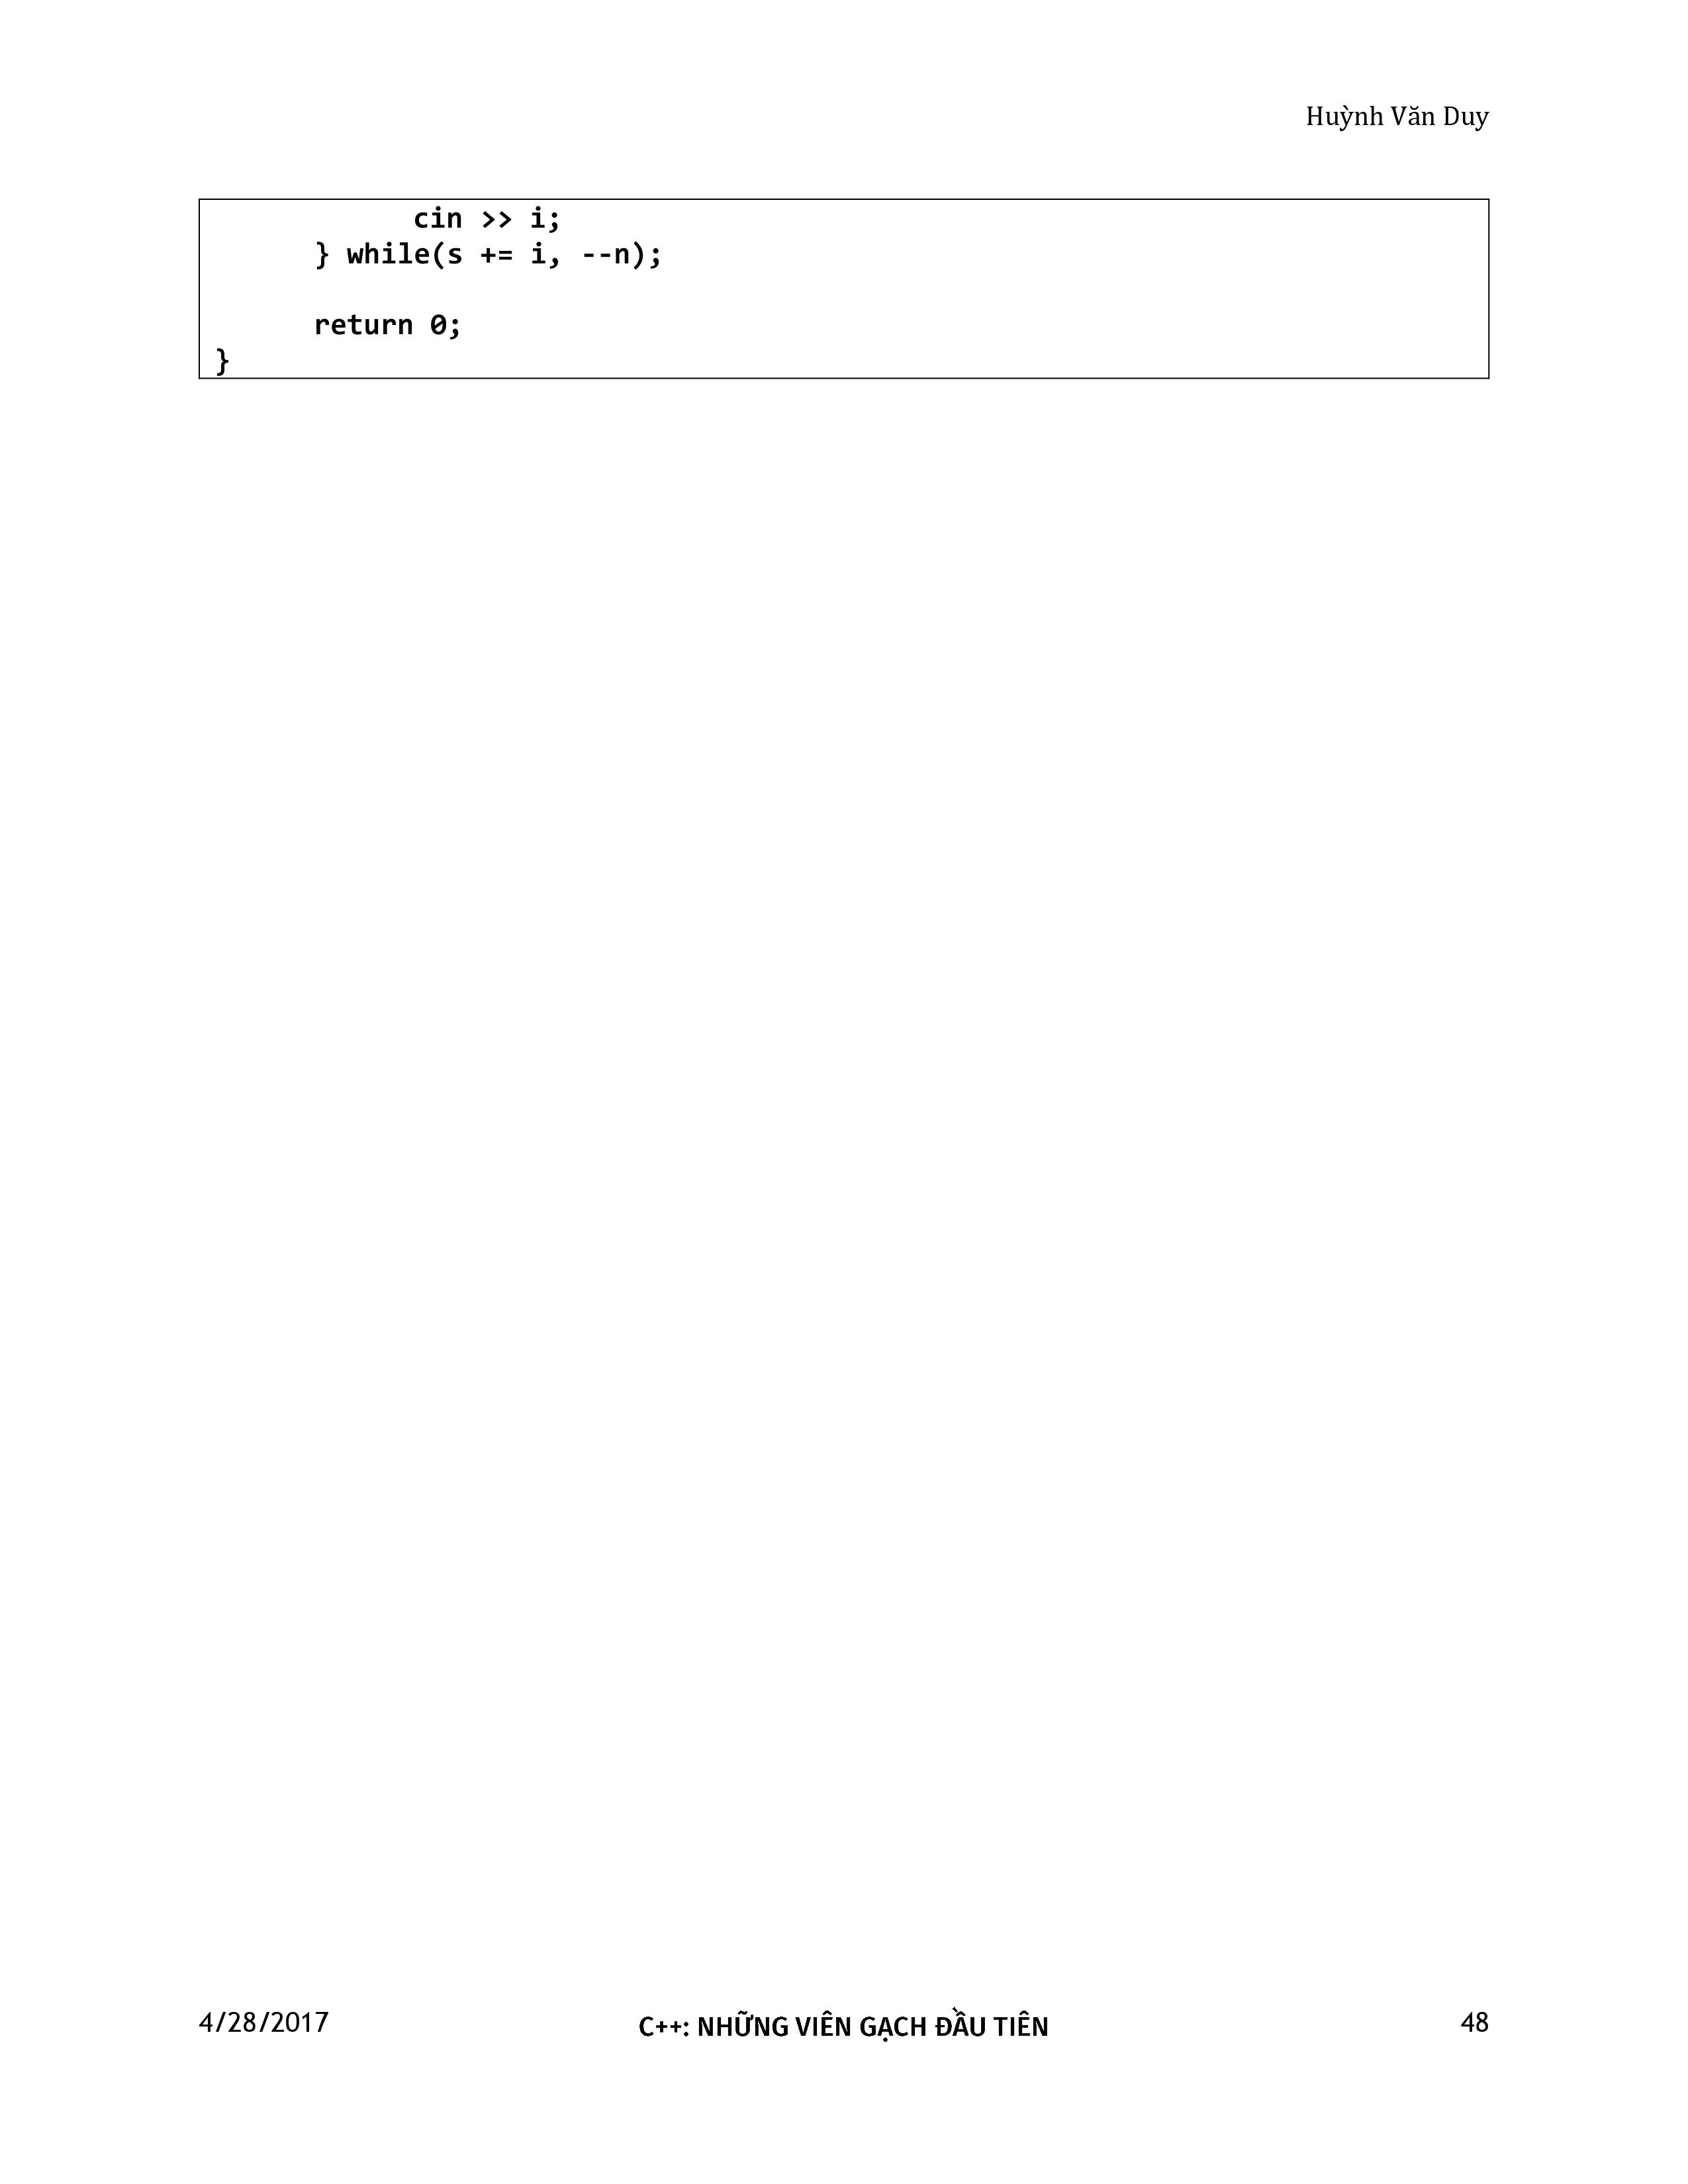 Huỳnh Văn Duy
cin >> i;
} while(s += i, --n);
return 0;
}
4/28/2017 C++: NHỮNG VIÊN GẠCH ĐẦU TIÊN 48